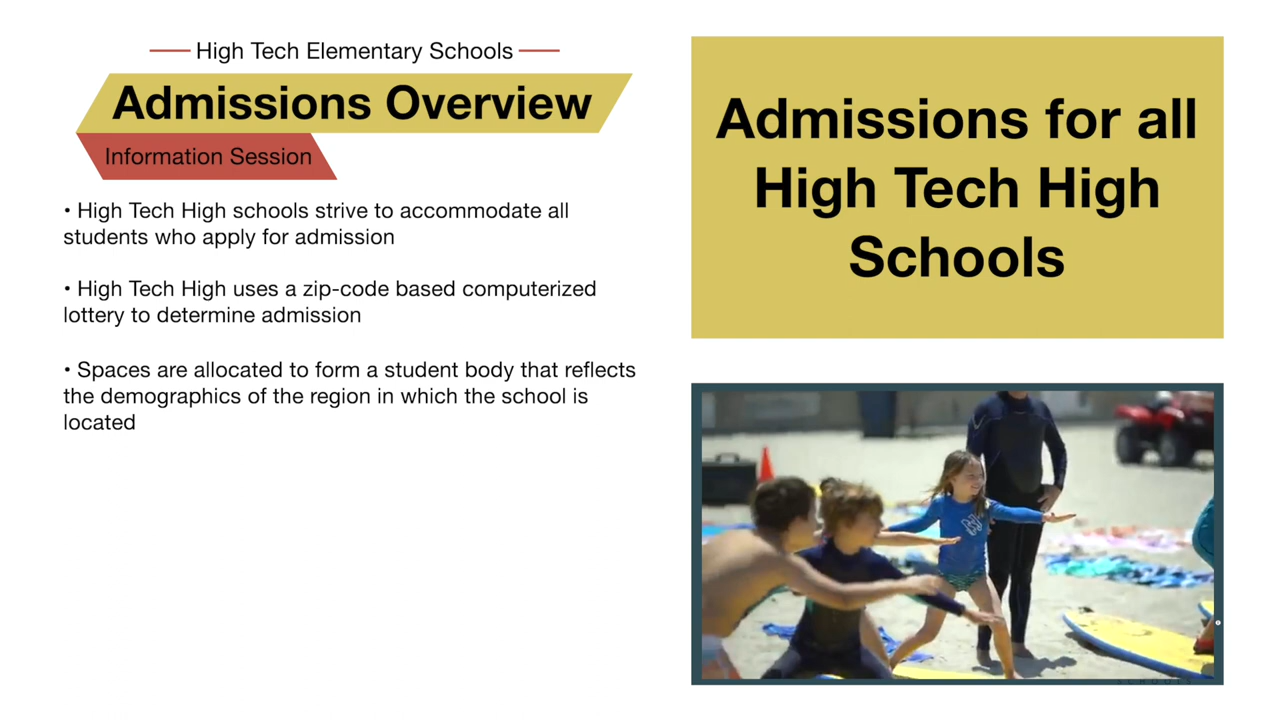 High Tech Elementary Schools
Admissions Overview
Information Session
• High Tech High schools strive to accommodate all
students who apply for admission
• High Tech High uses a zip-code based computerized
lottery to determine admission
• Spaces are allocated to form a student body that reflects
the demographics of the region in which the school is
located
Admissions for all
High Tech High
Schools